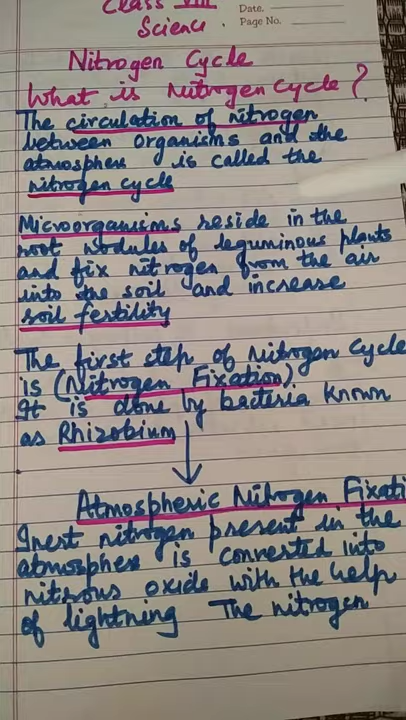 Class VIII
Science.
Date.
Page No.
Nitrogen Cycle
What is Nitrogen Cycle?
The circulation of nitrogen
between organisms and the
atmosphere is called the
nitrogen cycle
Microorganisms reside in the
root nodules of leguminous plants
and fix nitrogen from the air
into the soil and increase
soil fertility
The first step of Nitrogen Cycle
is (Nitrogen Fixation)
It is done by bacteria known
as Rhizobium
Atmospheric Nitrogen Fixati
Inert nitrogen present in the
atmosphere is converted into
nitrous oxide with the help
of lightning The nitrogen